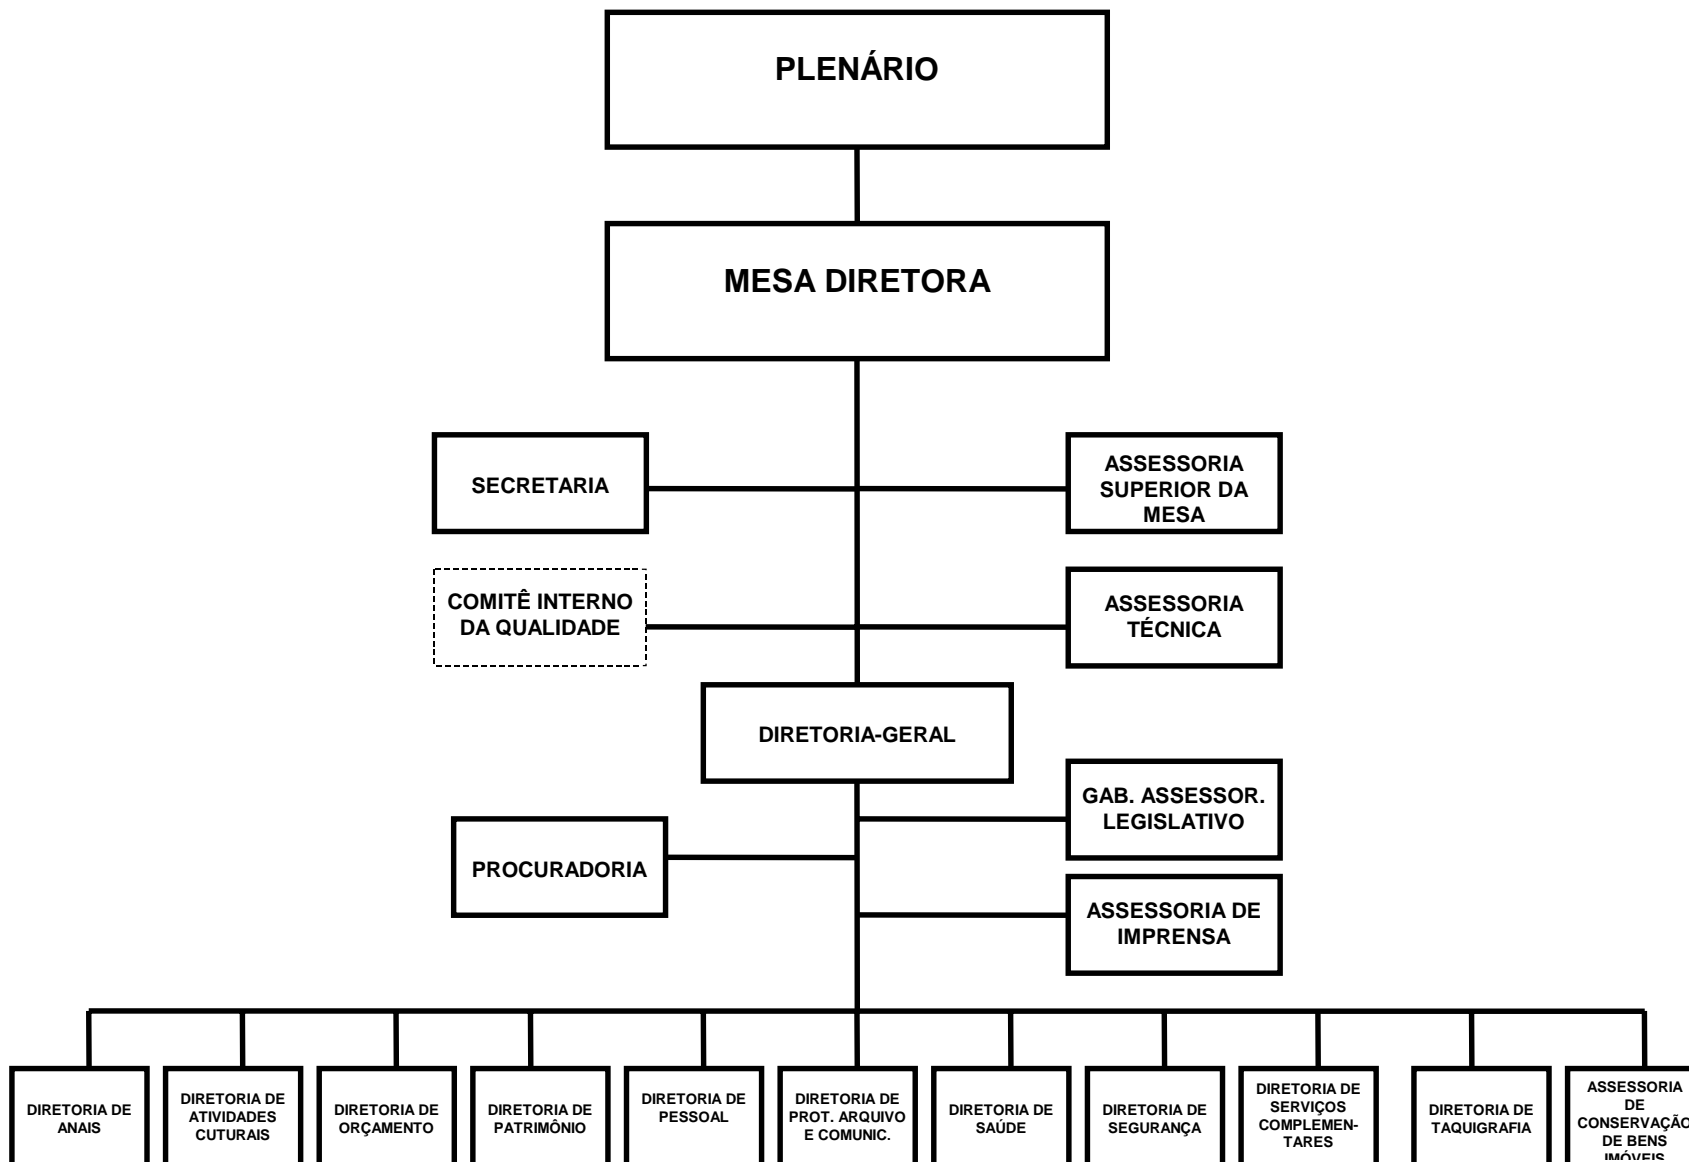 PLENÁRIO
MESA DIRETORA
SECRETARIA
ASSESSORIA
SUPERIOR DA
MESA
COMITÊ INTERNO
DA QUALIDADE
ASSESSORIA
TÉCNICA
DIRETORIA-GERAL
GAB. ASSESSOR.
LEGISLATIVO
PROCURADORIA
ASSESSORIA DE
IMPRENSA
DIRETORIA DE
ANAIS
DIRETORIA DE
ATIVIDADES
CUTURAIS
DIRETORIA DE
ORÇAMENTO
DIRETORIA DE
PATRIMÔNIO
DIRETORIA DE
PESSOAL
DIRETORIA DE
PROT. ARQUIVO
E COMUNIC.
DIRETORIA DE
SAÚDE
DIRETORIA DE
SEGURANÇA
DIRETORIA DE
SERVIÇOS
COMPLEMEN-
TARES
DIRETORIA DE
TAQUIGRAFIA
ASSESSORIA
DE
CONSERVAÇÃO
DE BENS
IMÓVEIS